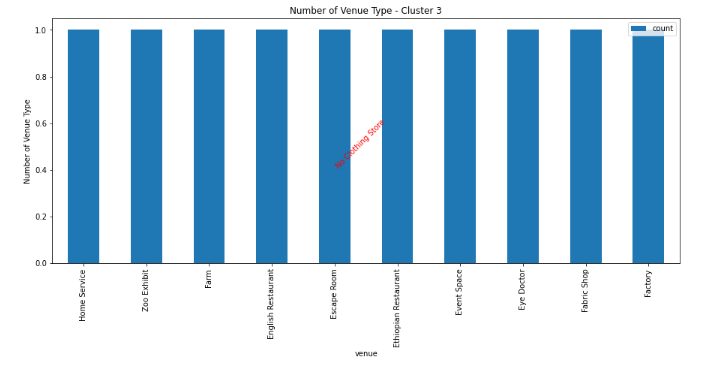 Number of Venue Type - Cluster 3
count
Number of Venue Type
1.0
0.8
0.6
0.4
0.2
0.0
No Clothing Store
Home Service
Zoo Exhibit
Farm
English Restaurant
Escape Room
Ethiopian Restaurant
Event Space
Eye Doctor
Fabric Shop
Factory
venue